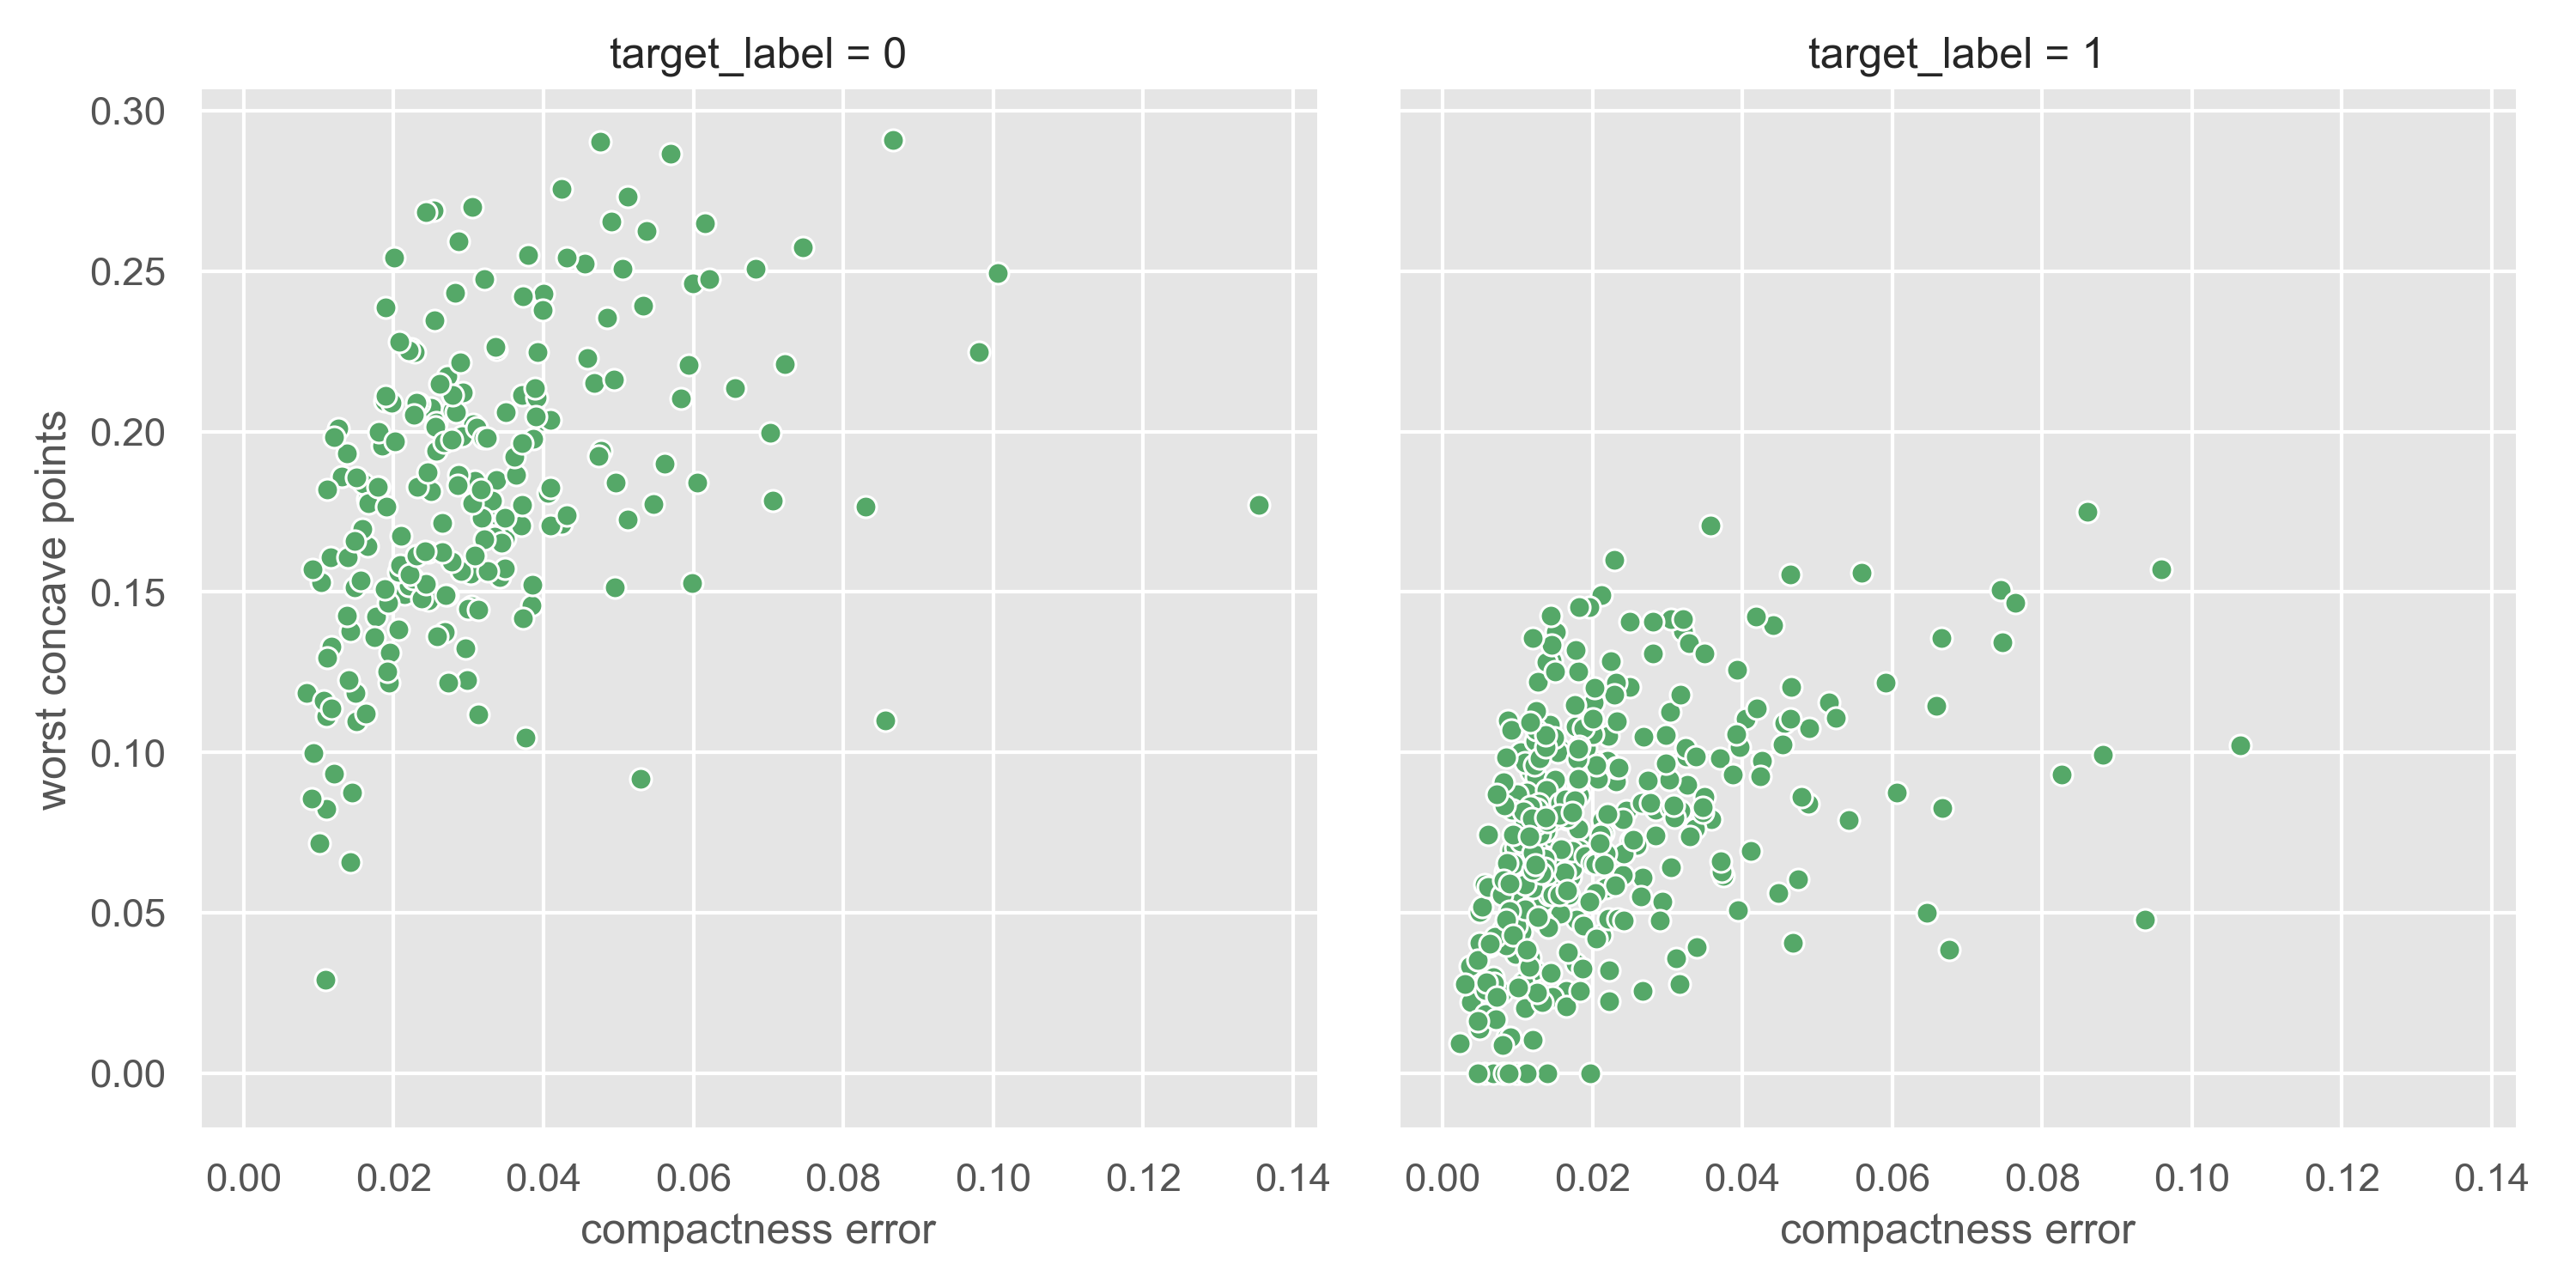 target_label = 0
target_label = 1
0.30
0.25
0.20
0.15
0.10
0.05
0.00
worst concave points
0.00 0.02 0.04 0.06 0.08 0.10 0.12 0.14
0.00 0.02 0.04 0.06 0.08 0.10 0.12 0.14
compactness error
compactness error